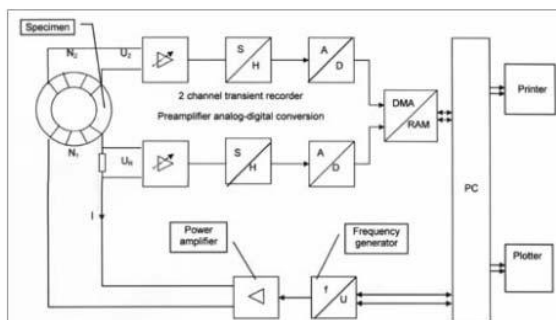 Specimen
N₂
U₂
S
H
A
D
2 channel transient recorder
DMA
RAM
Printer
Preamplifier analog-digital conversion
N₁
U_R
S
H
A
D
PC
I
Power
amplifier
Frequency
generator
Plotter
f
U